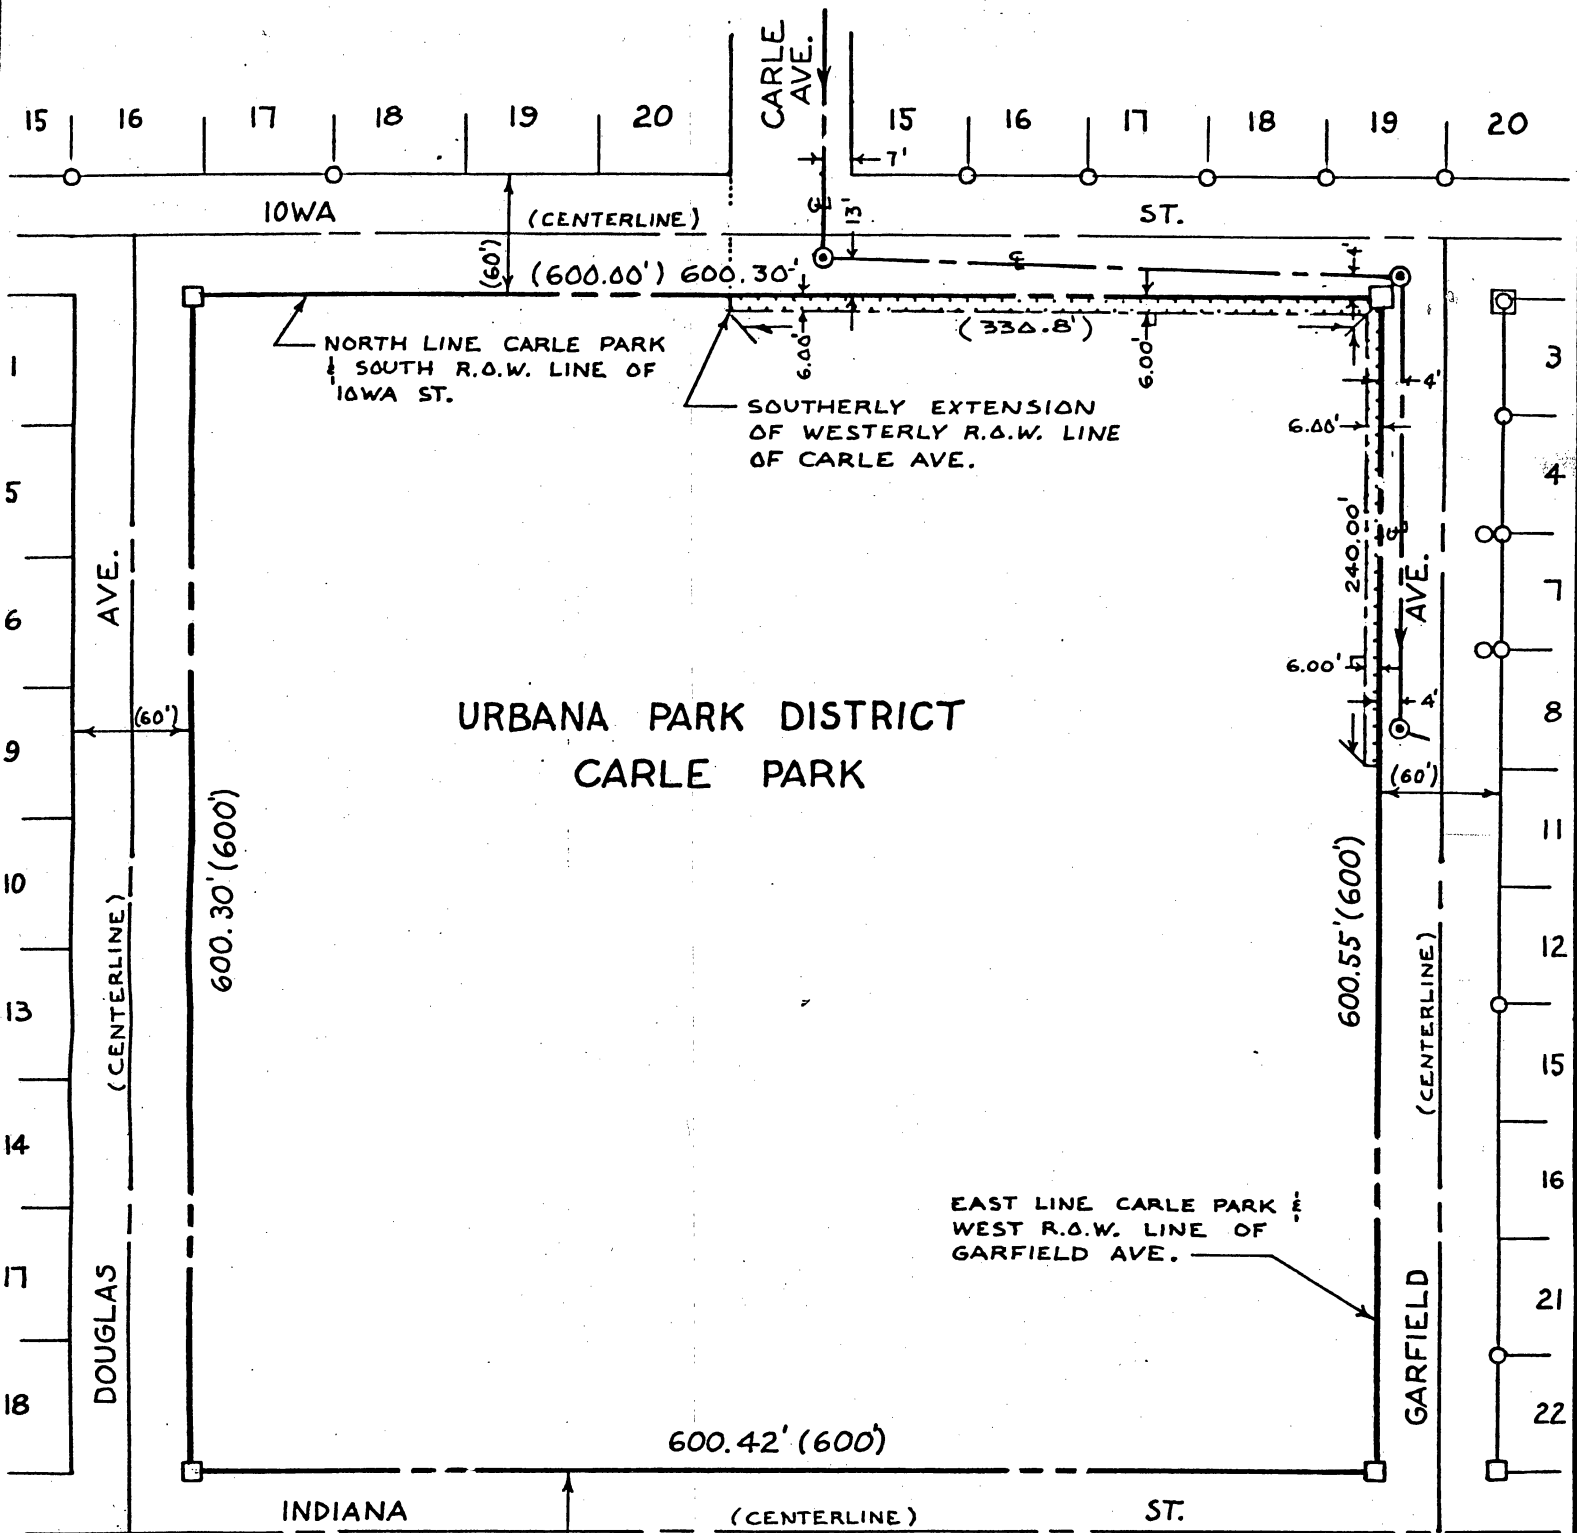 CARLE
AVE.
15 16 17 18 19 20 15 16 17 18 19 20
7'
IOWA (CENTERLINE) ST.
13'
4'
(60')
(600.00') 600.30'
(330.8')
6.00'
6.00'
NORTH LINE CARLE PARK
& SOUTH R.O.W. LINE OF
IOWA ST.
SOUTHERLY EXTENSION
OF WESTERLY R.O.W. LINE
OF CARLE AVE.
4'
6.00'
240.00'
6.00'
4'
(60')
1
5
6
9
10
13
14
17
18
AVE.
(60')
(CENTERLINE)
DOUGLAS
600.30' (600')
URBANA PARK DISTRICT
CARLE PARK
600.55' (600')
AVE.
(CENTERLINE)
GARFIELD
3
4
7
8
11
12
15
16
21
22
EAST LINE CARLE PARK &
WEST R.O.W. LINE OF
GARFIELD AVE.
600.42' (600')
INDIANA (CENTERLINE) ST.